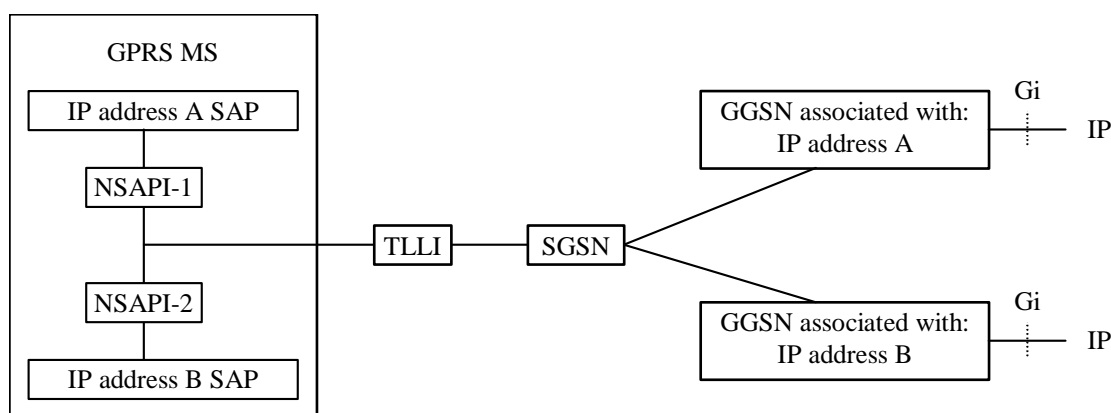 GPRS MS
IP address A SAP
NSAPI-1
NSAPI-2
IP address B SAP
TLLI
SGSN
GGSN associated with:
IP address A
Gi
IP
GGSN associated with:
IP address B
Gi
IP